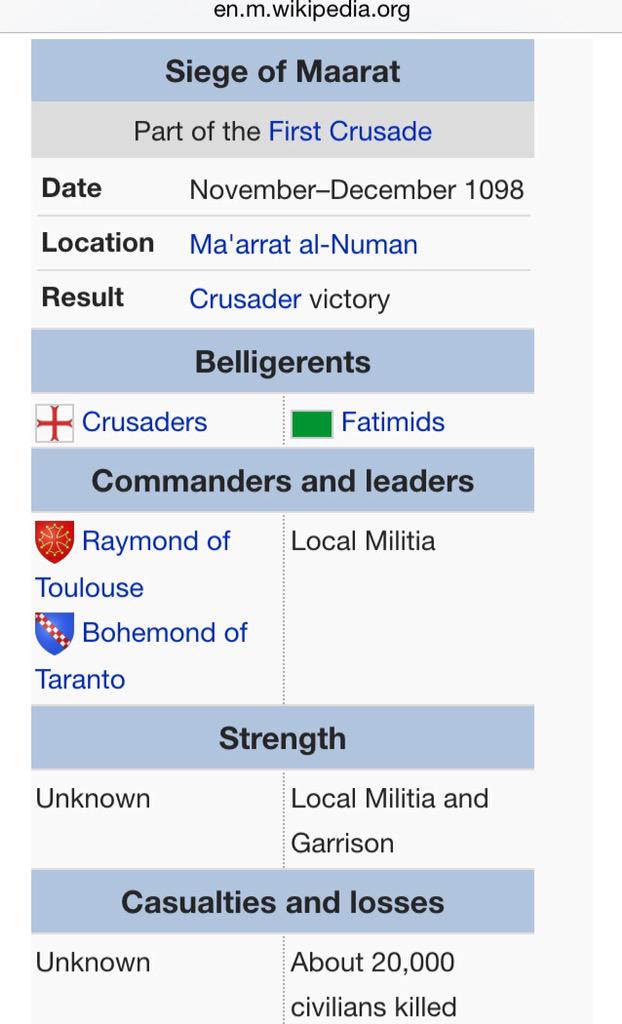 en.m.wikipedia.org
Siege of Maarat
Part of the First Crusade
Date November–December 1098
Location Ma'arrat al-Numan
Result Crusader victory
Belligerents
Crusaders Fatimids
Commanders and leaders
Raymond of
Toulouse
Bohemond of
Taranto
Local Militia
Strength
Unknown
Local Militia and
Garrison
Casualties and losses
Unknown
About 20,000
civilians killed